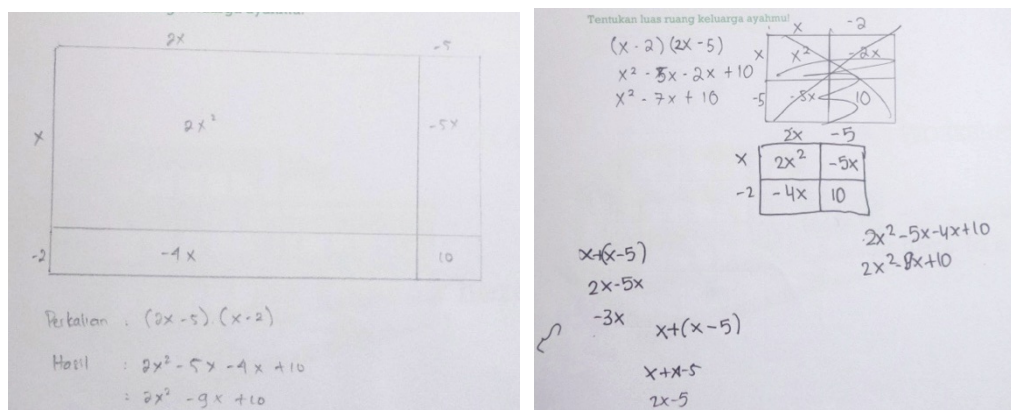 2x -5
x 2x² -5x
-2 -4x 10
Perkalian : (2x-5).(x-2)
Hasil : 2x² - 5x - 4x + 10
: 2x² - 9x + 10
Tentukan luas ruang keluarga ayahmu!
(x - 2) (2x - 5)
x² - 5x - 2x + 10
x² - 7x + 10
x -2
x x² -2x
-5 -5x 10
2x -5
x 2x² -5x
-2 -4x 10
2x² - 5x - 4x + 10
2x² - 8x + 10
x+(x-5)
2x-5x
-3x
x+(x-5)
x+x-5
2x-5